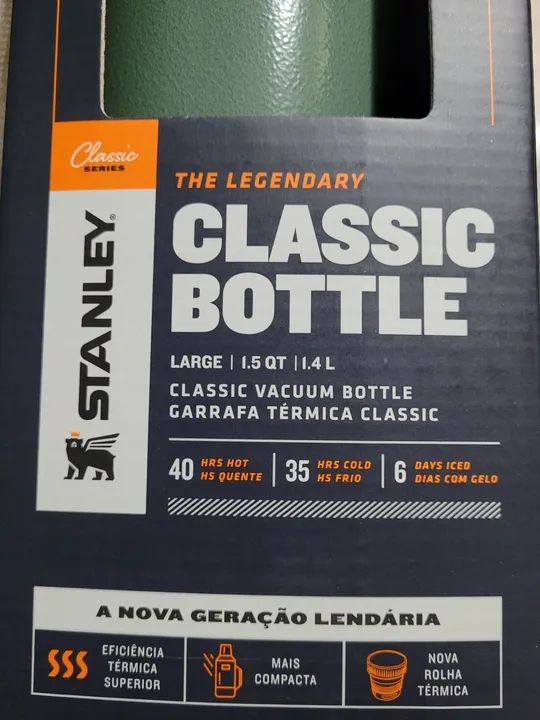 Classic
SERIES
STANLEY®
THE LEGENDARY
CLASSIC
BOTTLE
LARGE | 1.5 QT | 1.4 L
CLASSIC VACUUM BOTTLE
GARRAFA TÉRMICA CLASSIC
40 HRS HOT
HS QUENTE
35 HRS COLD
HS FRIO
6 DAYS ICED
DIAS COM GELO
A NOVA GERAÇÃO LENDÁRIA
EFICIÊNCIA
TÉRMICA
SUPERIOR
MAIS
COMPACTA
NOVA
ROLHA
TÉRMICA